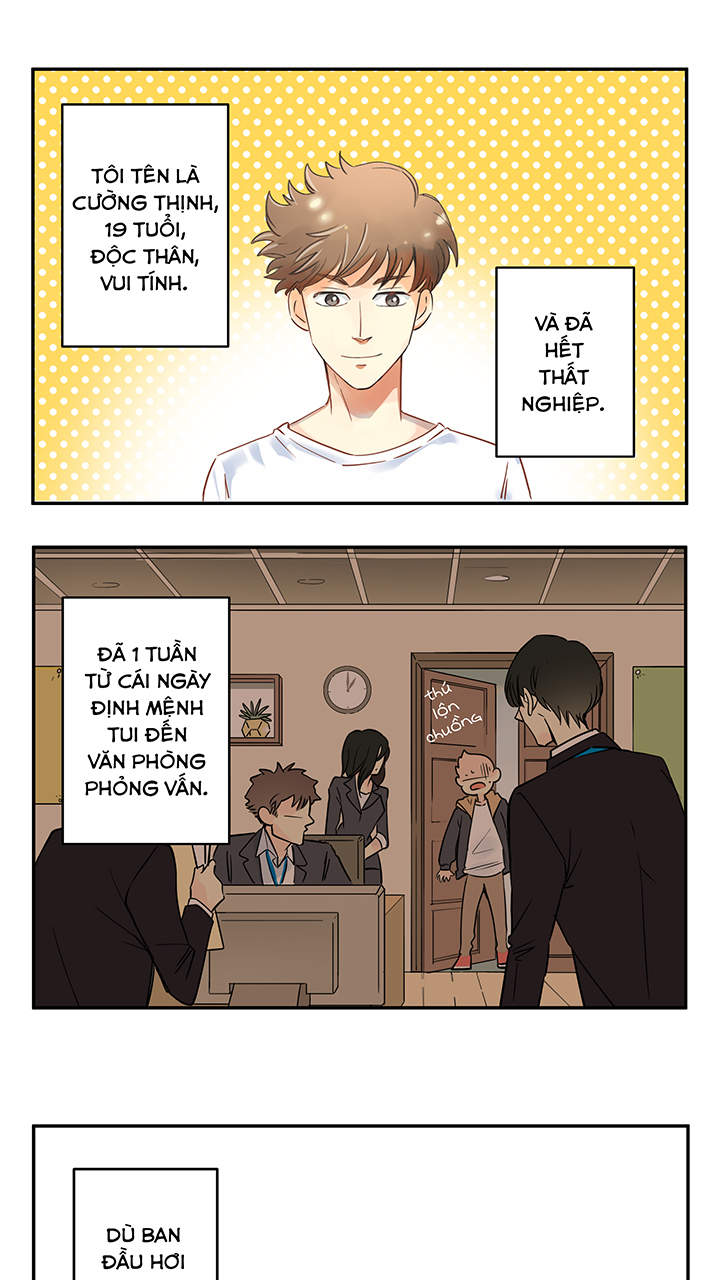 TÔI TÊN LÀ
CƯỜNG THỊNH,
19 TUỔI,
ĐỘC THÂN,
VUI TÍNH.
VÀ ĐÃ
HẾT
THẤT
NGHIỆP.
ĐÃ 1 TUẦN
TỪ CÁI NGÀY
ĐỊNH MỆNH
TUI ĐẾN
VĂN PHÒNG
PHỎNG VẤN.
thú
lộn
chuồng
DÙ BAN
ĐẦU HƠI